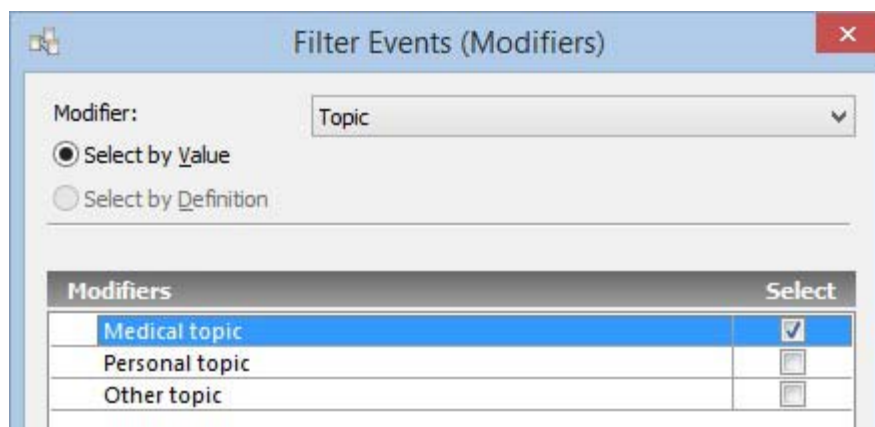 Filter Events (Modifiers)
Modifier: Topic
Select by Value
Select by Definition
Modifiers Select
Medical topic
Personal topic
Other topic